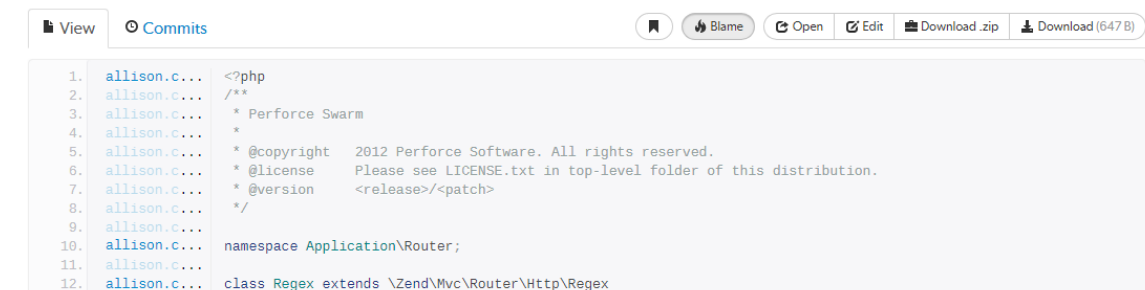 View Commits Blame Open Edit Download .zip Download (647 B)
1. allison.c... <?php
2. allison.c... /**
3. allison.c... * Perforce Swarm
4. allison.c... *
5. allison.c... * @copyright 2012 Perforce Software. All rights reserved.
6. allison.c... * @license Please see LICENSE.txt in top-level folder of this distribution.
7. allison.c... * @version <release>/<patch>
8. allison.c... */
9. allison.c...
10. allison.c... namespace Application\Router;
11. allison.c...
12. allison.c... class Regex extends \Zend\Mvc\Router\Http\Regex